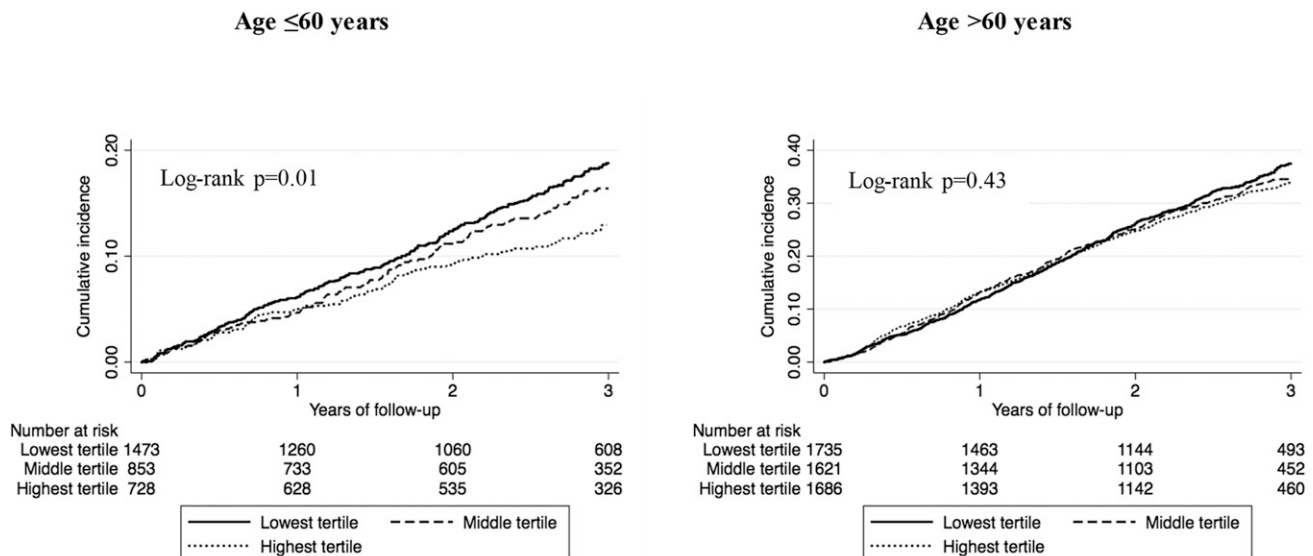 Age ≤60 years
Cumulative incidence
0.20
0.10
0.00
Log-rank p=0.01
0 1 2 3
Years of follow-up
Number at risk
Lowest tertile 1473 1260 1060 608
Middle tertile 853 733 605 352
Highest tertile 728 628 535 326
Lowest tertile Middle tertile
Highest tertile
Age >60 years
Cumulative incidence
0.40
0.30
0.20
0.10
0.00
Log-rank p=0.43
0 1 2 3
Years of follow-up
Number at risk
Lowest tertile 1735 1463 1144 493
Middle tertile 1621 1344 1103 452
Highest tertile 1686 1393 1142 460
Lowest tertile Middle tertile
Highest tertile